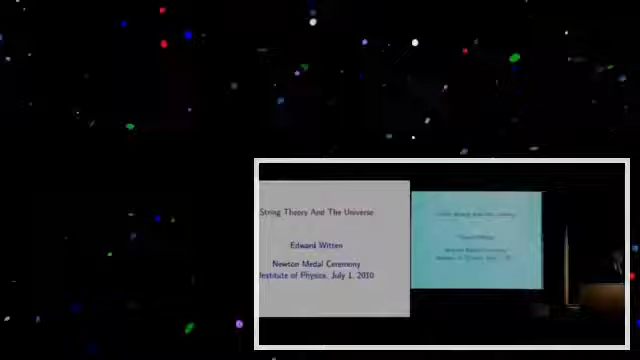 String Theory And The Universe
Edward Witten
Newton Medal Ceremony
Institute of Physics, July 1, 2010